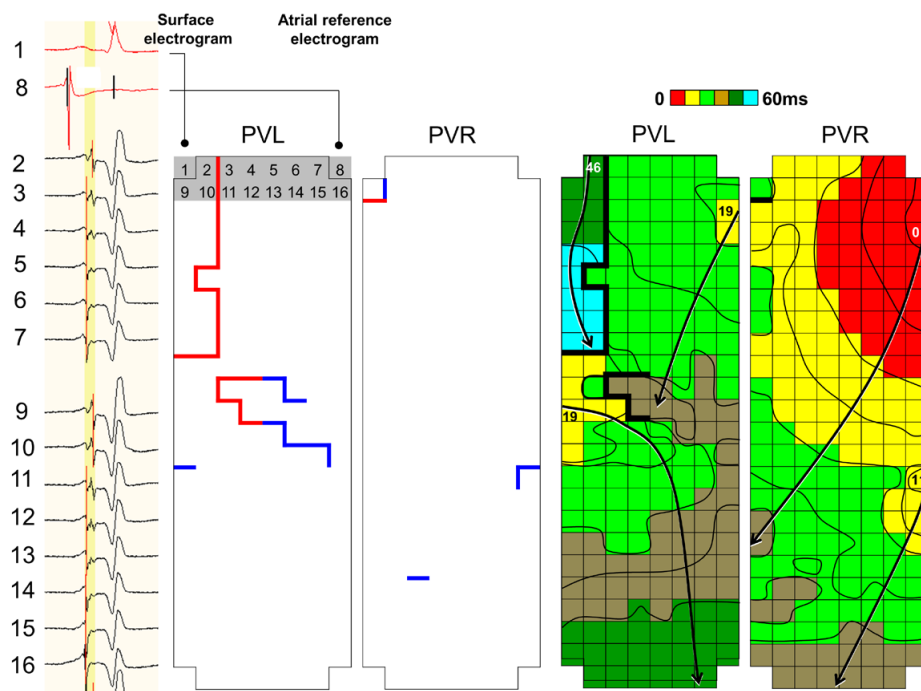 Surface
electrogram
Atrial reference
electrogram
1
8
0 60ms
PVL PVR PVL PVR
2
3
4
5
6
7
9
10
11
12
13
14
15
16
1 2 3 4 5 6 7 8
9 10 11 12 13 14 15 16
46
19
19
0
11